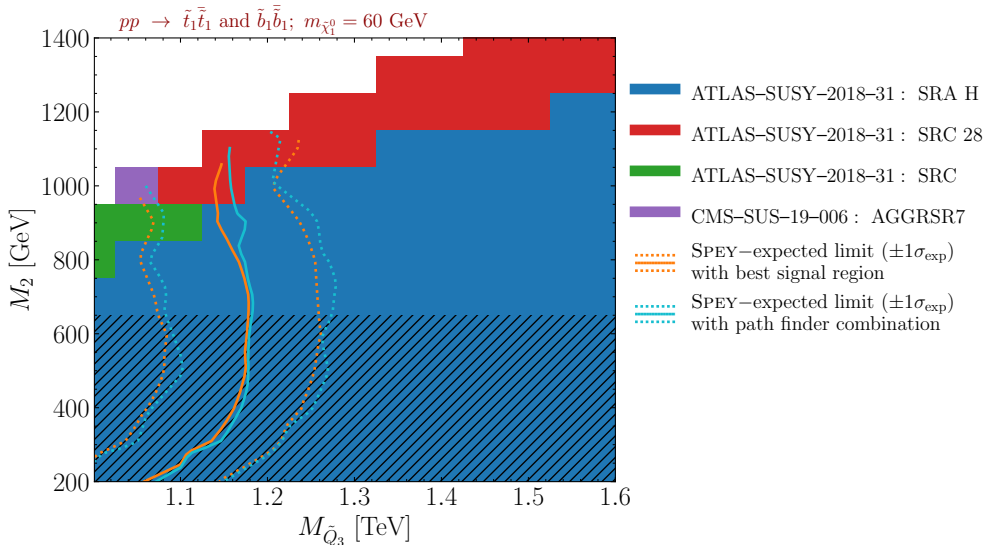 pp → t̃₁t̃̄₁ and b̃₁b̃̄₁; m_χ̃₁⁰ = 60 GeV
1400
1200
1000
800
600
400
200
M₂ [GeV]
1.1 1.2 1.3 1.4 1.5 1.6
M_Q̃₃ [TeV]
ATLAS–SUSY–2018–31 : SRA H
ATLAS–SUSY–2018–31 : SRC 28
ATLAS–SUSY–2018–31 : SRC
CMS–SUS–19–006 : AGGRSR7
SPEY–expected limit (±1σ_exp)
with best signal region
SPEY–expected limit (±1σ_exp)
with path finder combination